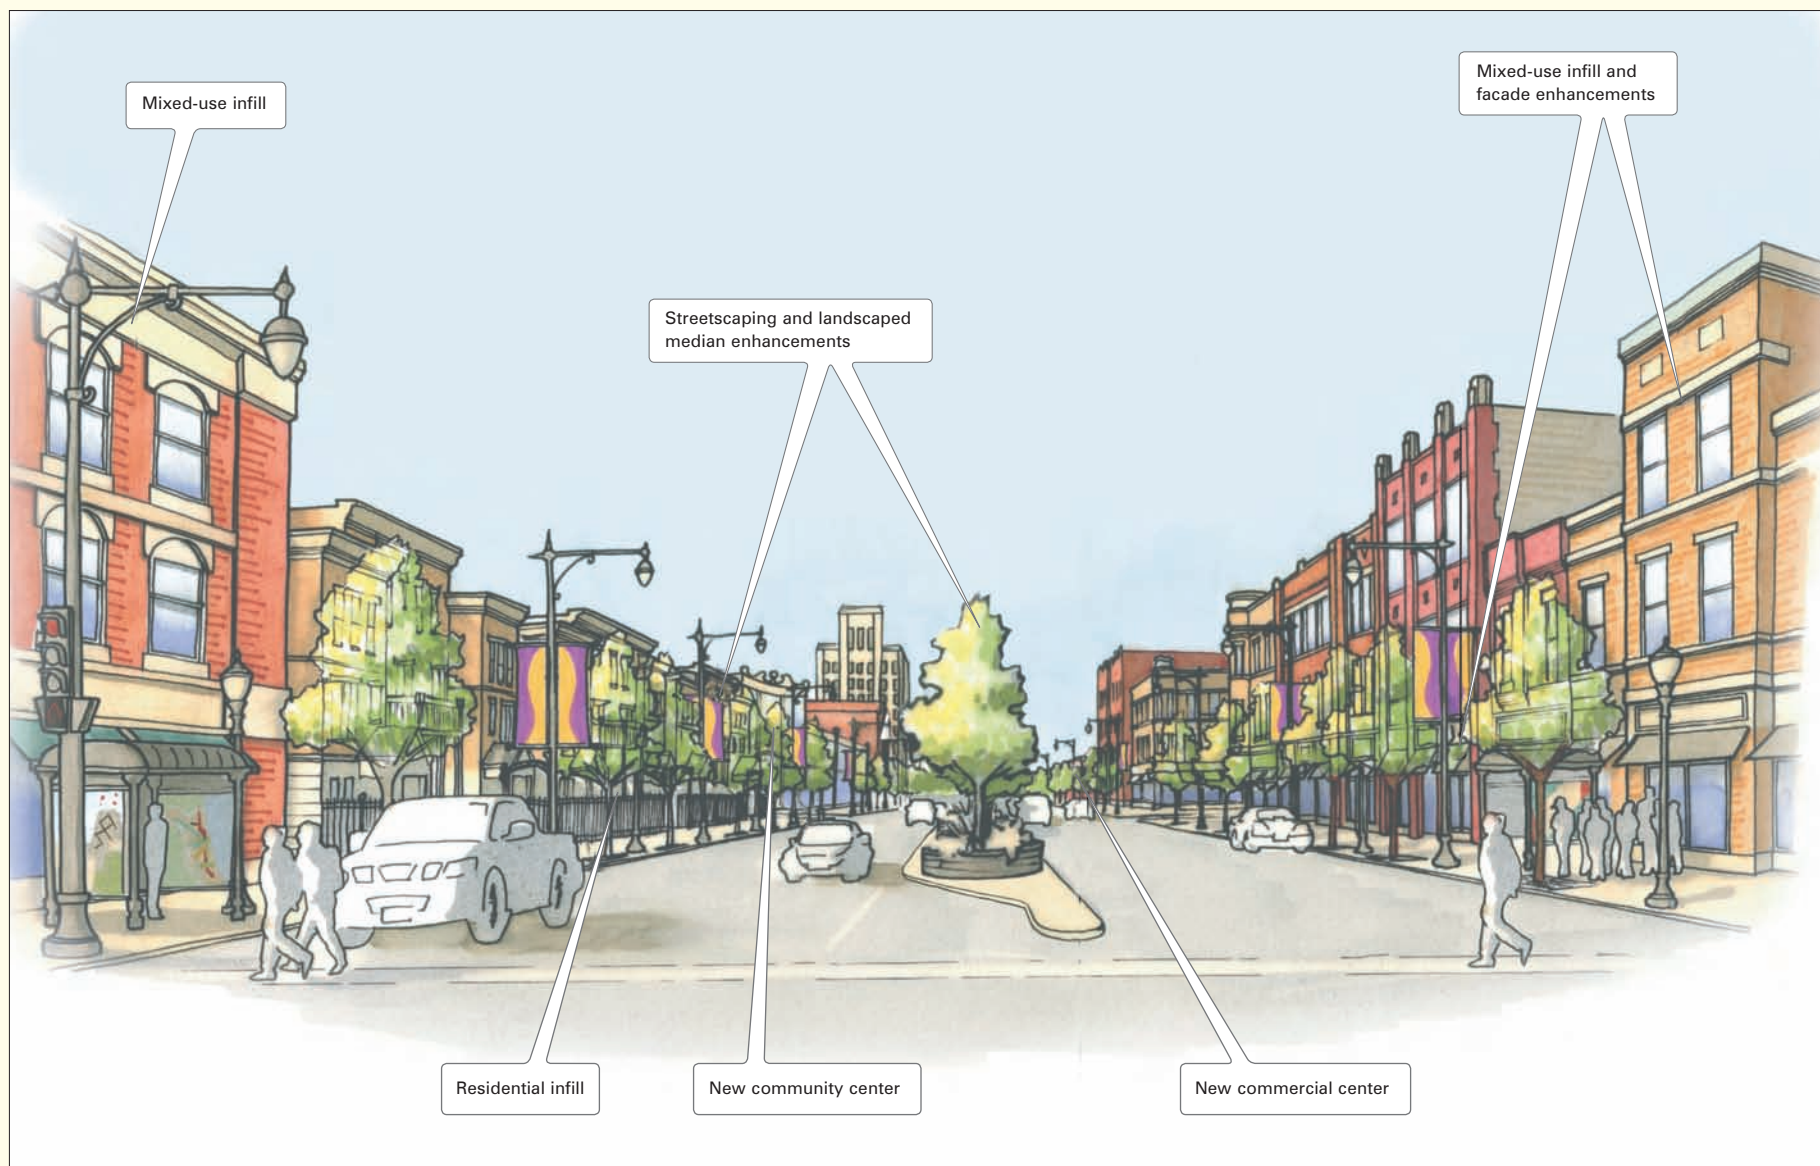 Mixed-use infill
Mixed-use infill and
facade enhancements
Streetscaping and landscaped
median enhancements
Residential infill
New community center
New commercial center